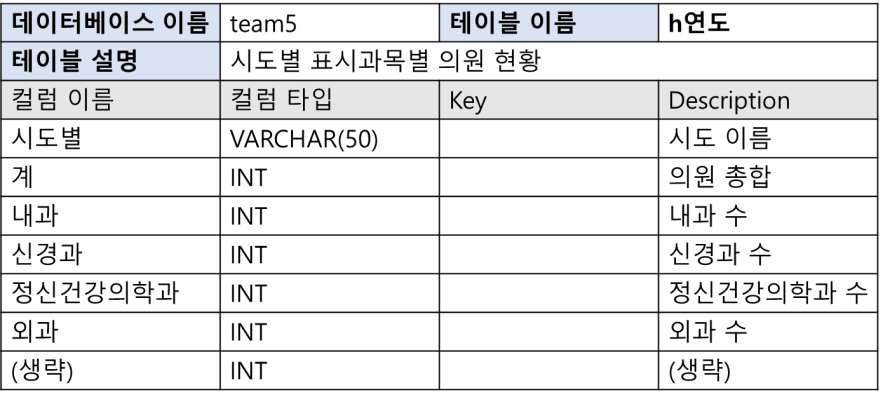 데이터베이스 이름 team5 테이블 이름 h연도
테이블 설명 시도별 표시과목별 의원 현황
컬럼 이름 컬럼 타입 Key Description
시도별 VARCHAR(50) 시도 이름
계 INT 의원 총합
내과 INT 내과 수
신경과 INT 신경과 수
정신건강의학과 INT 정신건강의학과 수
외과 INT 외과 수
(생략) INT (생략)